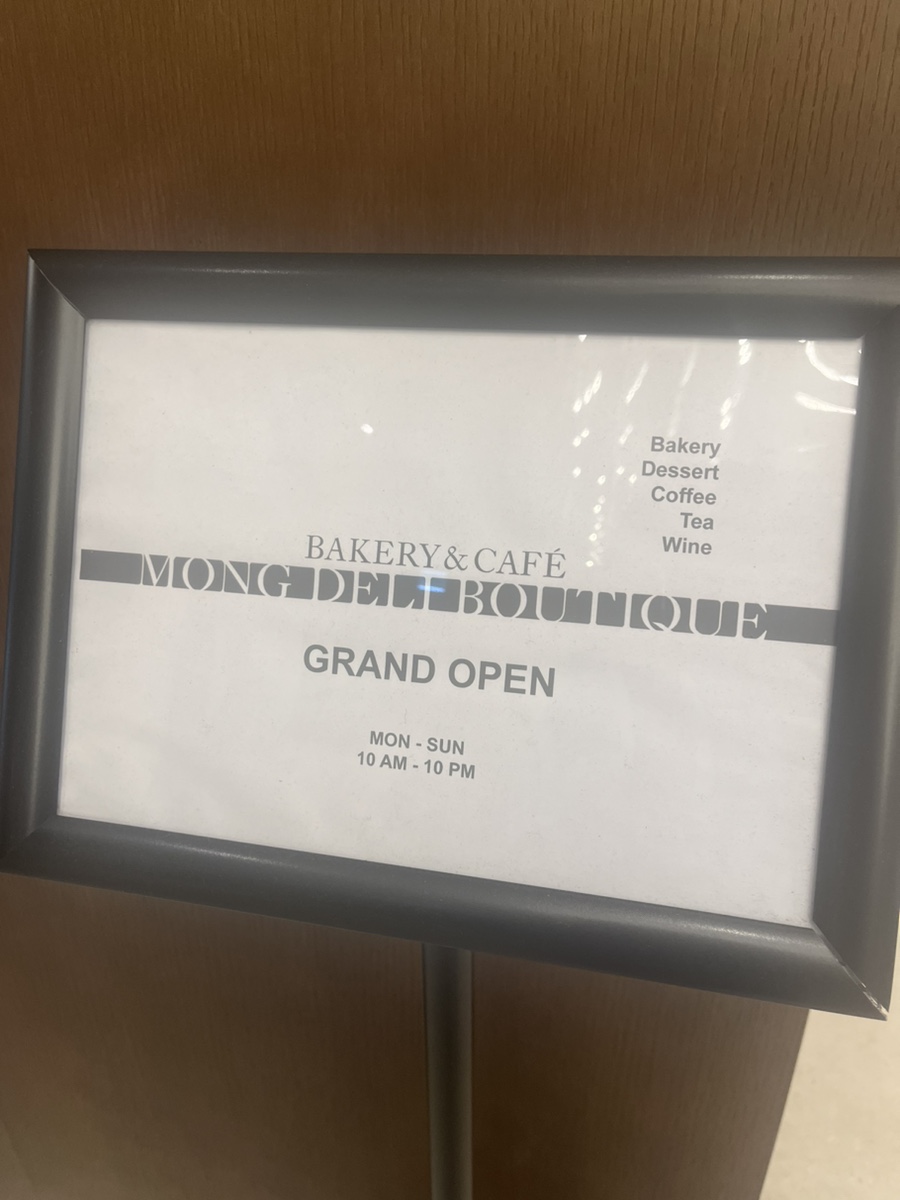 Bakery
Dessert
Coffee
Tea
Wine
BAKERY & CAFÉ
MONG DELI BOUTIQUE
GRAND OPEN
MON - SUN
10 AM - 10 PM